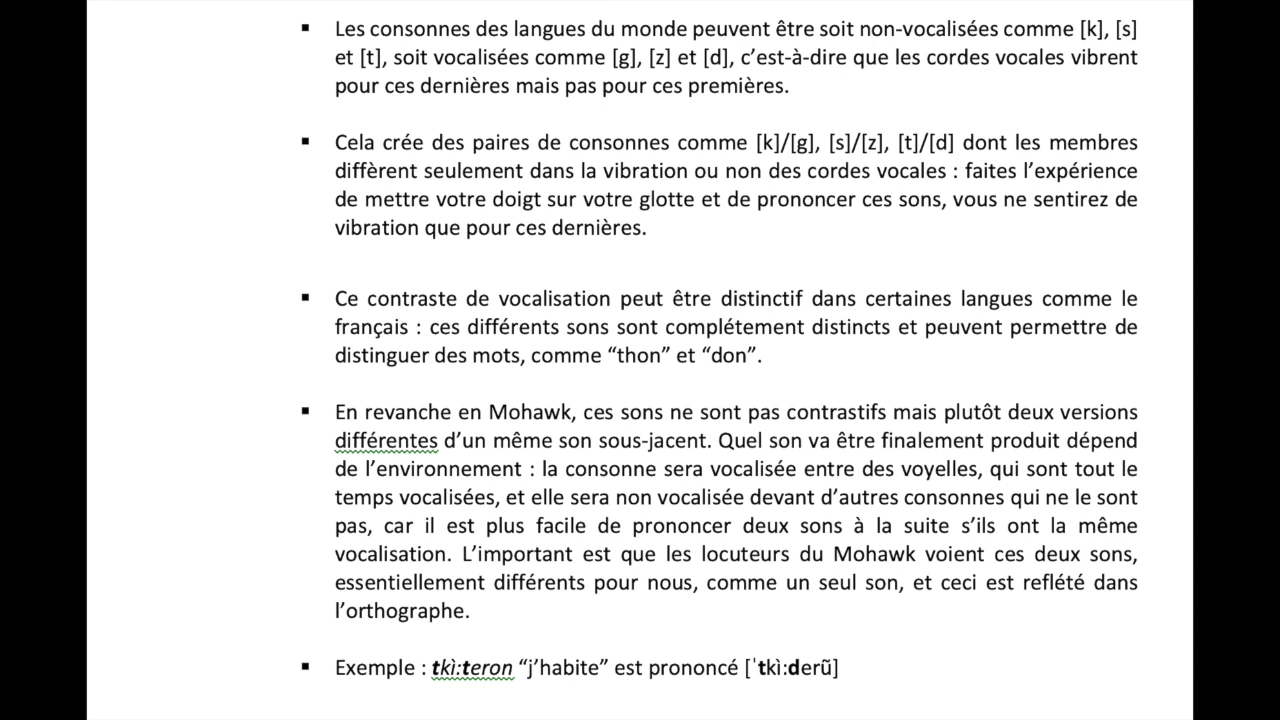 ▪ Les consonnes des langues du monde peuvent être soit non-vocalisées comme [k], [s]
et [t], soit vocalisées comme [g], [z] et [d], c’est-à-dire que les cordes vocales vibrent
pour ces dernières mais pas pour ces premières.
▪ Cela crée des paires de consonnes comme [k]/[g], [s]/[z], [t]/[d] dont les membres
diffèrent seulement dans la vibration ou non des cordes vocales : faites l’expérience
de mettre votre doigt sur votre glotte et de prononcer ces sons, vous ne sentirez de
vibration que pour ces dernières.
▪ Ce contraste de vocalisation peut être distinctif dans certaines langues comme le
français : ces différents sons sont complétement distincts et peuvent permettre de
distinguer des mots, comme “thon” et “don”.
▪ En revanche en Mohawk, ces sons ne sont pas contrastifs mais plutôt deux versions
différentes d’un même son sous-jacent. Quel son va être finalement produit dépend
de l’environnement : la consonne sera vocalisée entre des voyelles, qui sont tout le
temps vocalisées, et elle sera non vocalisée devant d’autres consonnes qui ne le sont
pas, car il est plus facile de prononcer deux sons à la suite s’ils ont la même
vocalisation. L’important est que les locuteurs du Mohawk voient ces deux sons,
essentiellement différents pour nous, comme un seul son, et ceci est reflété dans
l’orthographe.
▪ Exemple : tkì:teron “j’habite” est prononcé [ˈtkì:derũ]